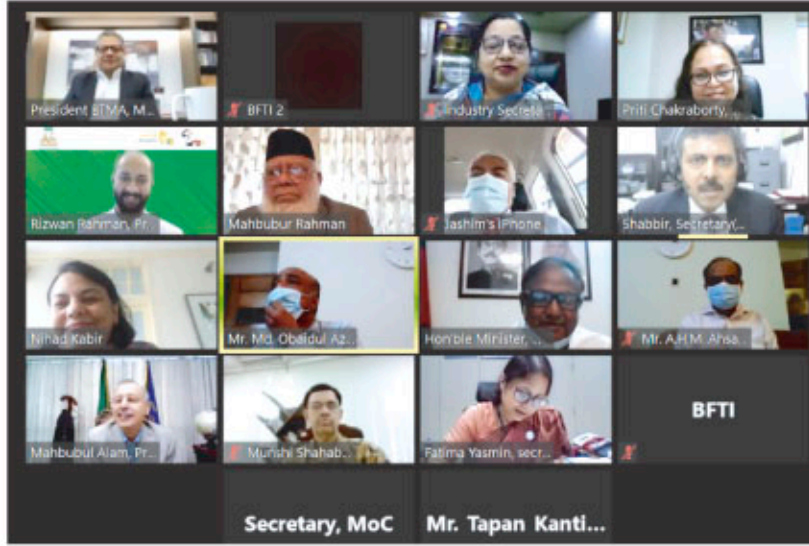 President BTMA, M...
BFTI 2
Industry Secreta...
Priti Chakraborty,
Rizwan Rahman, Pr...
Mahbubur Rahman
Jashim's iPhone
Shabbir, Secretary(...
Nihad Kabir
Mr. Md. Obaidul Az...
Hon'ble Minister, ...
Mr. A.H.M. Ahsa...
Mahbubul Alam, Pr...
Munshi Shahab...
Fatima Yasmin, secr...
BFTI
Secretary, MoC
Mr. Tapan Kanti...